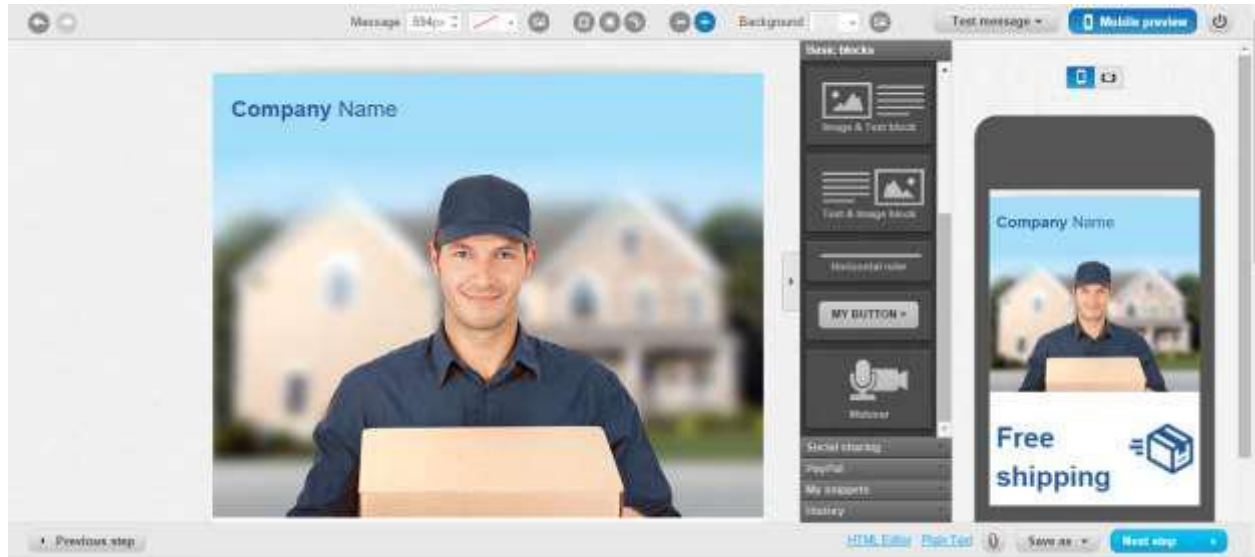 Message 594px
Background
Test message
Mobile preview
Company Name
Basic blocks
Image & Text block
Text & Image block
Horizontal ruler
MY BUTTON
Social sharing
PayPal
My snippets
History
Company Name
Free
shipping
Previous step
HTML Editor Plain Text
Save as
Next step